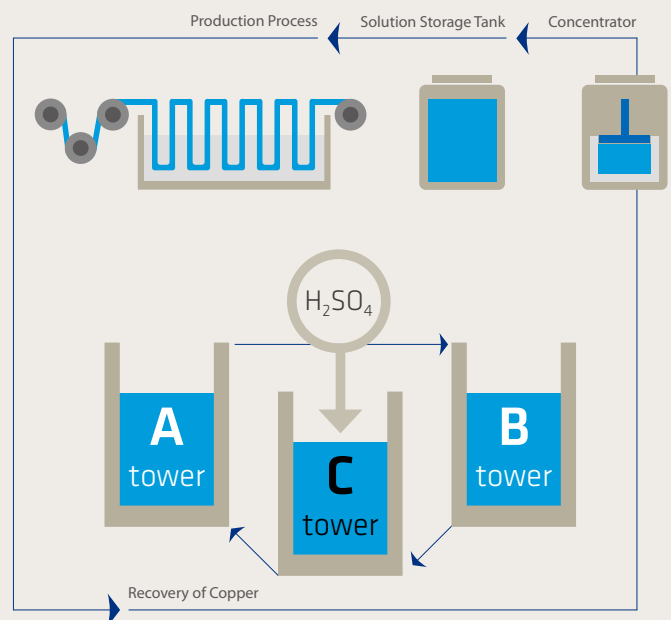 Production Process
Solution Storage Tank
Concentrator
H₂SO₄
A
tower
B
tower
C
tower
Recovery of Copper